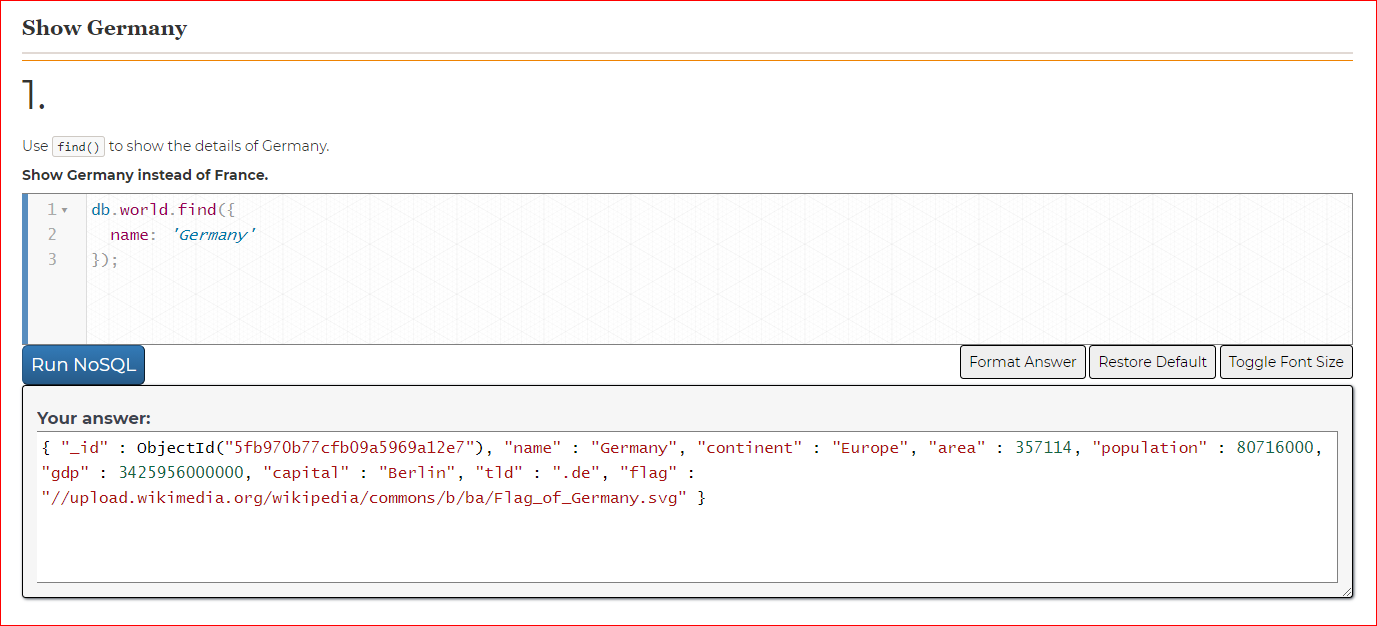 Show Germany
1.
Use find() to show the details of Germany.
Show Germany instead of France.
1 db.world.find({
2   name: 'Germany'
3 });
Run NoSQL Format Answer Restore Default Toggle Font Size
Your answer:
{ "_id" : ObjectId("5fb970b77cfb09a5969a12e7"), "name" : "Germany", "continent" : "Europe", "area" : 357114, "population" : 80716000,
"gdp" : 3425956000000, "capital" : "Berlin", "tld" : ".de", "flag" :
"//upload.wikimedia.org/wikipedia/commons/b/ba/Flag_of_Germany.svg" }